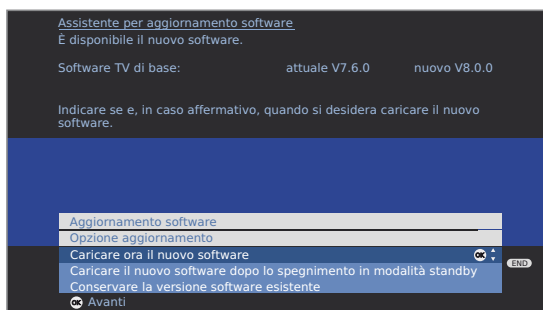 Assistente per aggiornamento software
È disponibile il nuovo software.
Software TV di base: attuale V7.6.0 nuovo V8.0.0
Indicare se e, in caso affermativo, quando si desidera caricare il nuovo
software.
Aggiornamento software
Opzione aggiornamento
Caricare ora il nuovo software OK
Caricare il nuovo software dopo lo spegnimento in modalità standby
END
Conservare la versione software esistente
OK Avanti